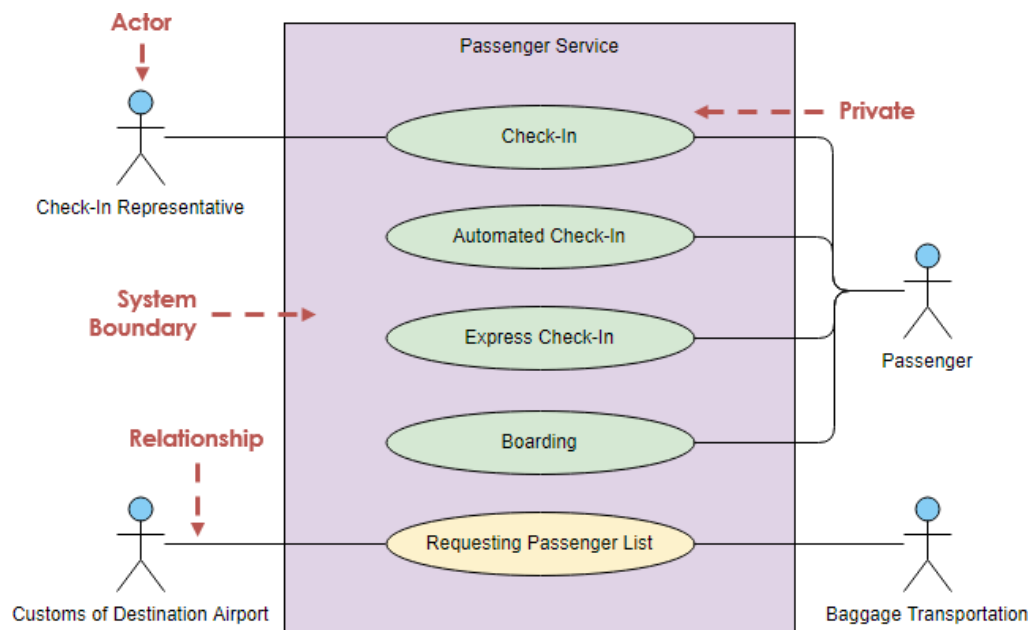 Actor
Passenger Service
Check-In
Private
Check-In Representative
Automated Check-In
System
Boundary
Express Check-In
Passenger
Relationship
Boarding
Requesting Passenger List
Customs of Destination Airport
Baggage Transportation